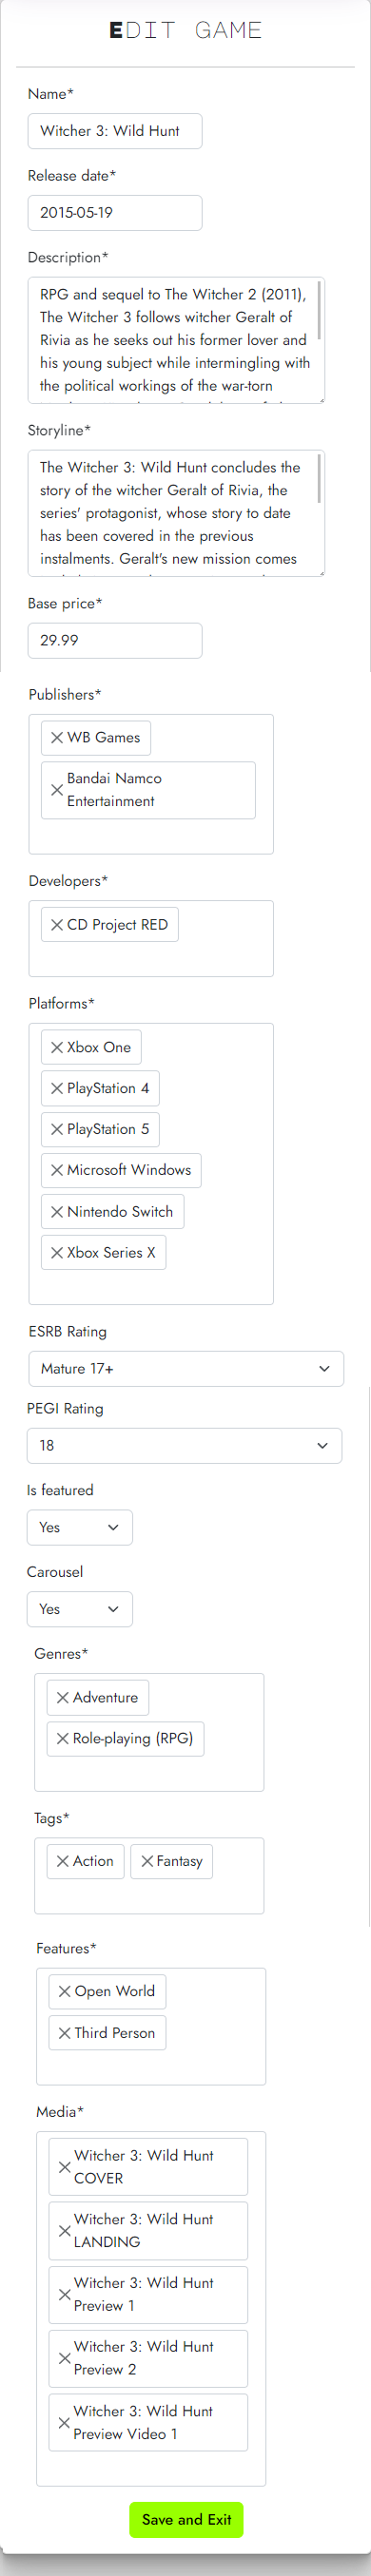 EDIT GAME
Name*
Witcher 3: Wild Hunt
Release date*
2015-05-19
Description*
RPG and sequel to The Witcher 2 (2011),
The Witcher 3 follows witcher Geralt of
Rivia as he seeks out his former lover and
his young subject while intermingling with
the political workings of the war-torn
Storyline*
The Witcher 3: Wild Hunt concludes the
story of the witcher Geralt of Rivia, the
series' protagonist, whose story to date
has been covered in the previous
instalments. Geralt's new mission comes
Base price*
29.99
Publishers*
WB Games
Bandai Namco
Entertainment
Developers*
CD Project RED
Platforms*
Xbox One
PlayStation 4
PlayStation 5
Microsoft Windows
Nintendo Switch
Xbox Series X
ESRB Rating
Mature 17+
PEGI Rating
18
Is featured
Yes
Carousel
Yes
Genres*
Adventure
Role-playing (RPG)
Tags*
Action
Fantasy
Features*
Open World
Third Person
Media*
Witcher 3: Wild Hunt
COVER
Witcher 3: Wild Hunt
LANDING
Witcher 3: Wild Hunt
Preview 1
Witcher 3: Wild Hunt
Preview 2
Witcher 3: Wild Hunt
Preview Video 1
Save and Exit